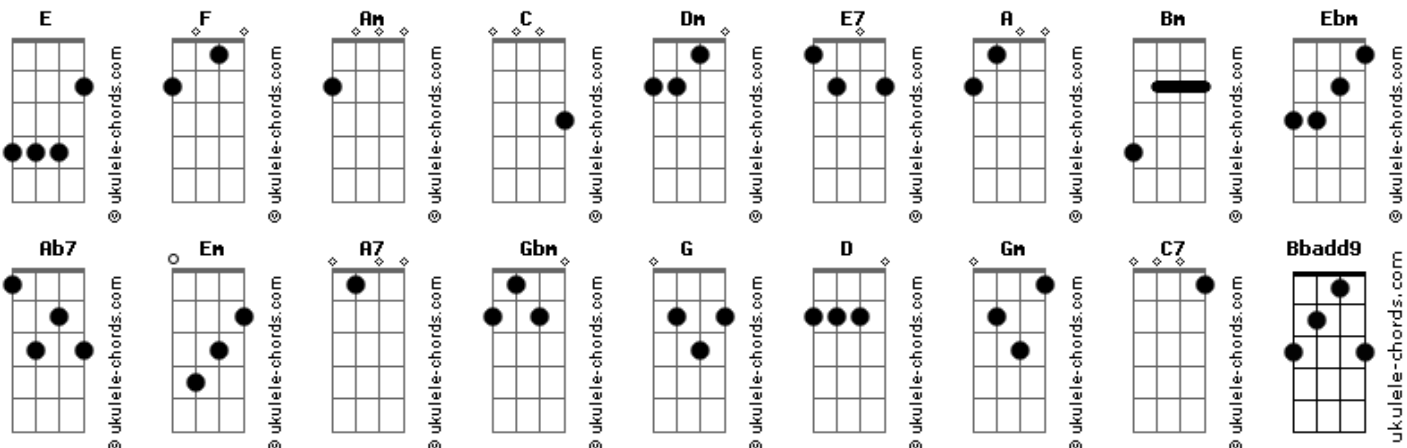 E F Am C Dm E7 A Bm Ebm
© ukulele-chords.com © ukulele-chords.com © ukulele-chords.com © ukulele-chords.com © ukulele-chords.com © ukulele-chords.com © ukulele-chords.com © ukulele-chords.com © ukulele-chords.com
Ab7 Em A7 Gbm G D Gm C7 Bbadd9
© ukulele-chords.com © ukulele-chords.com © ukulele-chords.com © ukulele-chords.com © ukulele-chords.com © ukulele-chords.com © ukulele-chords.com © ukulele-chords.com ukulele-chords.com